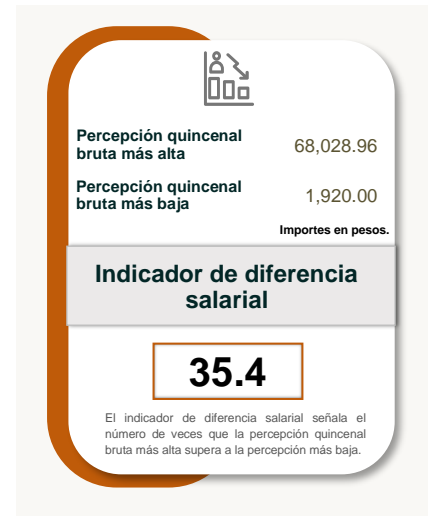 Percepción quincenal
bruta más alta
68,028.96
Percepción quincenal
bruta más baja
1,920.00
Importes en pesos.
Indicador de diferencia
salarial
35.4
El indicador de diferencia salarial señala el
número de veces que la percepción quincenal
bruta más alta supera a la percepción más baja.